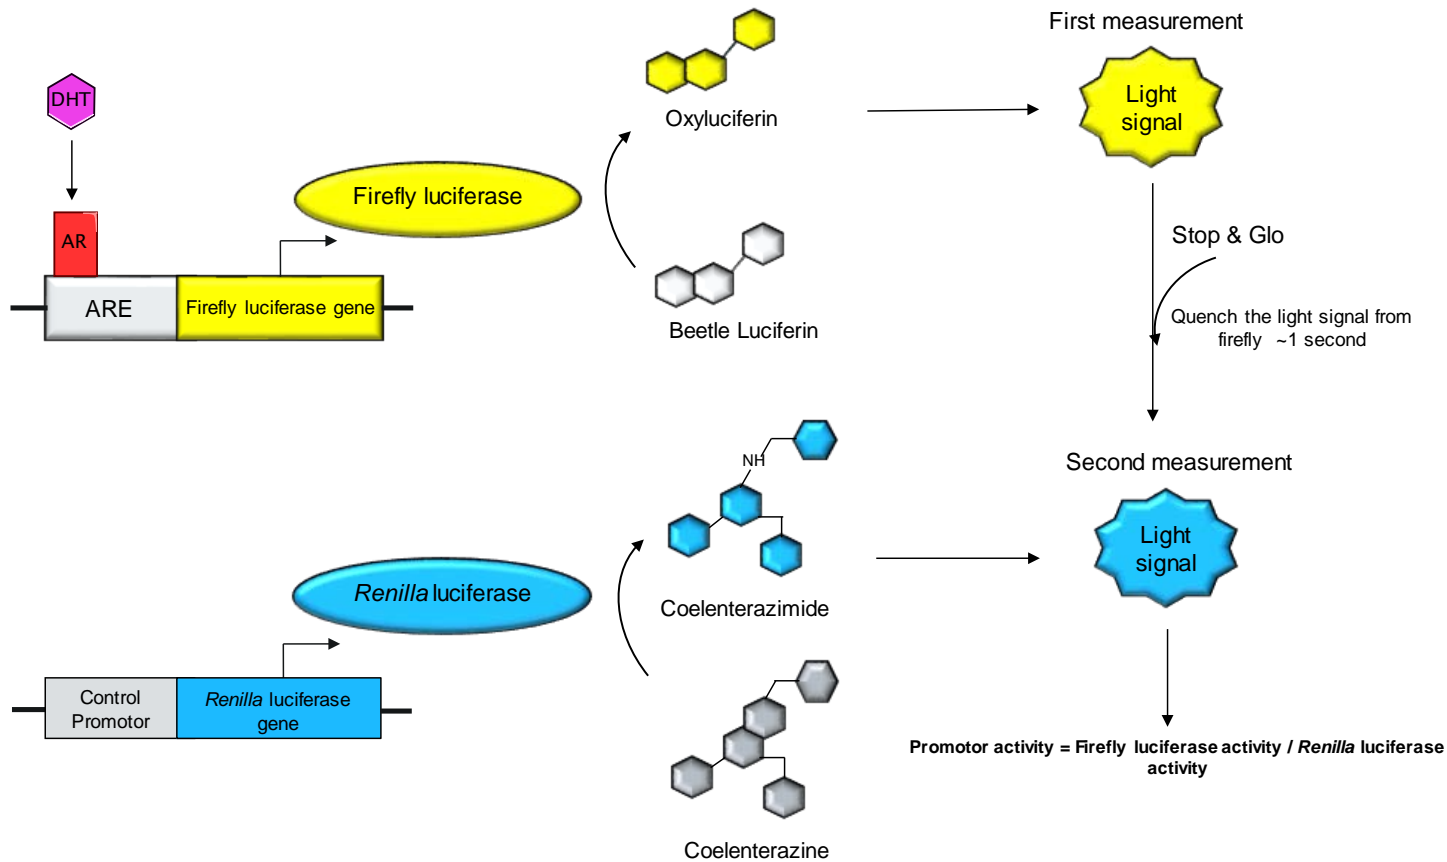 First measurement
DHT
Light
signal
Oxyluciferin
Firefly luciferase
AR
Stop & Glo
ARE
Firefly luciferase gene
Beetle Luciferin
Quench the light signal from
firefly ~1 second
NH
Second measurement
Light
signal
Renilla luciferase
Coelenterazimide
Control
Promotor
Renilla luciferase
gene
Promotor activity = Firefly luciferase activity / Renilla luciferase
activity
Coelenterazine